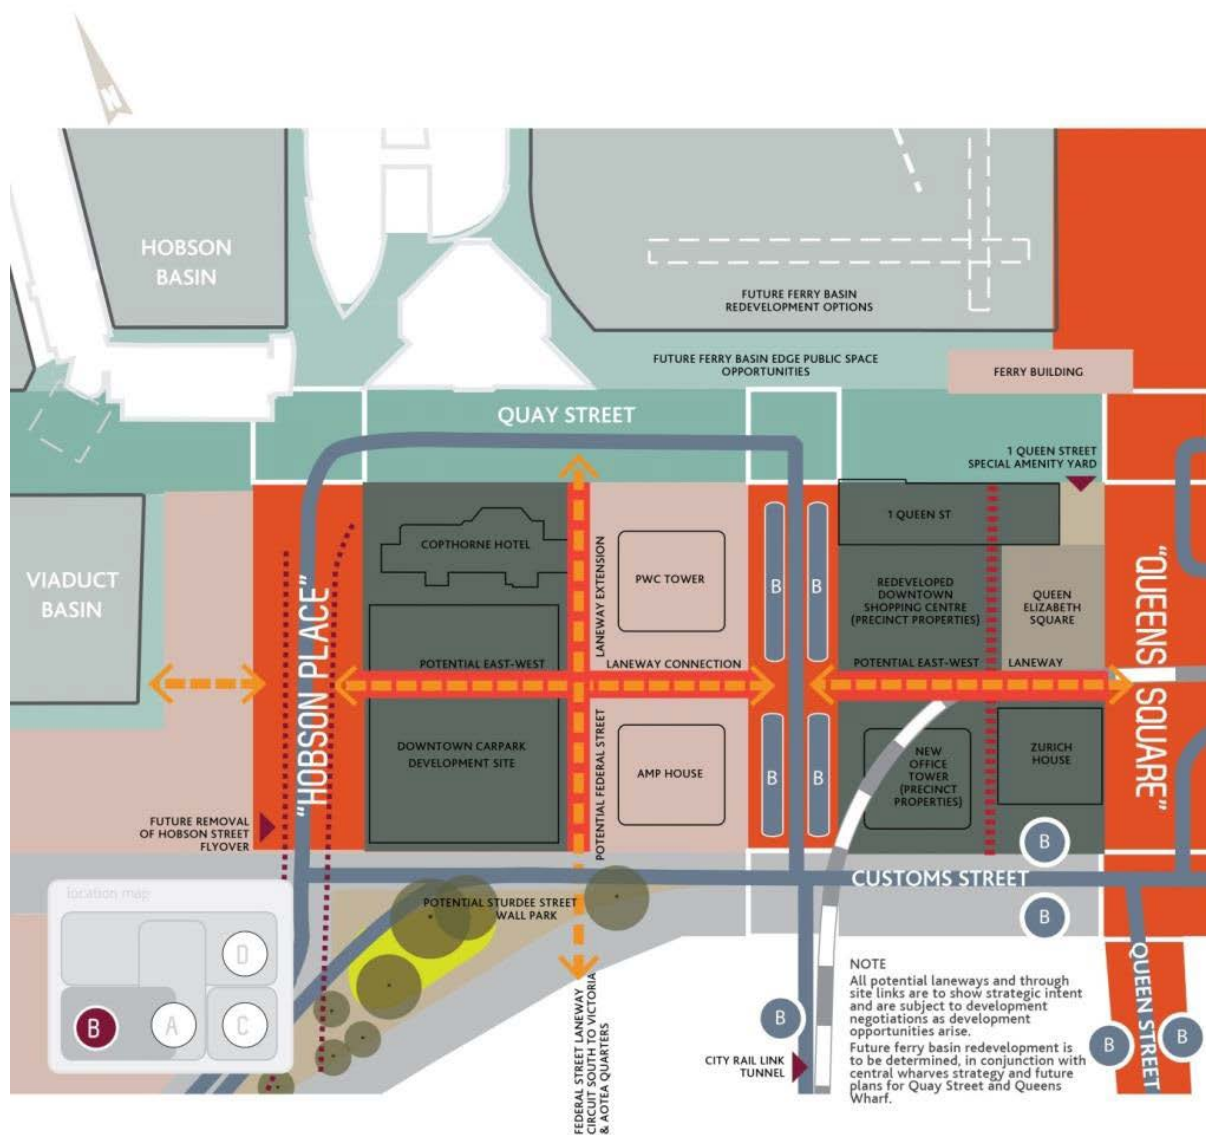 N
HOBSON
BASIN
FUTURE FERRY BASIN
REDEVELOPMENT OPTIONS
FUTURE FERRY BASIN EDGE PUBLIC SPACE
OPPORTUNITIES
FERRY BUILDING
QUAY STREET
1 QUEEN STREET
SPECIAL AMENITY YARD
VIADUCT
BASIN
"HOBSON PLACE"
COPTHORNE HOTEL
LANEWAY EXTENSION
PWC TOWER
B
B
1 QUEEN ST
REDEVELOPED
DOWNTOWN
SHOPPING CENTRE
(PRECINCT PROPERTIES)
QUEEN
ELIZABETH
SQUARE
"QUEENS SQUARE"
POTENTIAL EAST-WEST
LANEWAY CONNECTION
POTENTIAL EAST-WEST
LANEWAY
DOWNTOWN CARPARK
DEVELOPMENT SITE
POTENTIAL FEDERAL STREET
AMP HOUSE
B
B
NEW
OFFICE
TOWER
(PRECINCT
PROPERTIES)
ZURICH
HOUSE
FUTURE REMOVAL
OF HOBSON STREET
FLYOVER
B
CUSTOMS STREET
B
POTENTIAL STURDEE STREET
WALL PARK
location map
D
B
A
C
FEDERAL STREET LANEWAY
CIRCUIT SOUTH TO VICTORIA
& AOTEA QUARTERS
B
CITY RAIL LINK
TUNNEL
NOTE
All potential laneways and through
site links are to show strategic intent
and are subject to development
negotiations as development
opportunities arise.
Future ferry basin redevelopment is
to be determined, in conjunction with
central wharves strategy and future
plans for Quay Street and Queens
Wharf.
QUEEN STREET
B
B